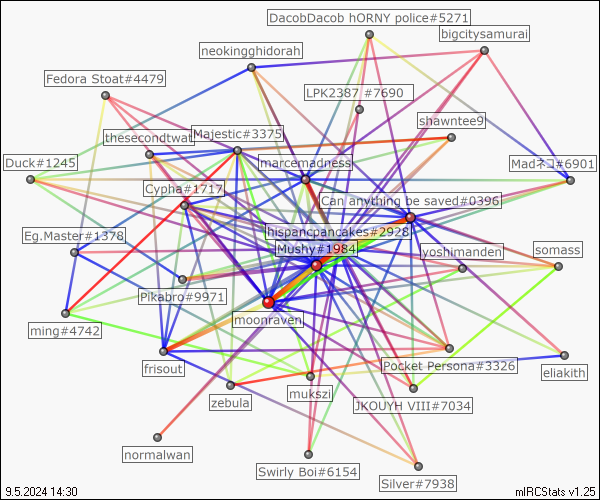 DacobDacob hORNY police#5271
bigcitysamurai
neokingghidorah
Fedora Stoat#4479
LPK2387 #7690
shawntee9
thesecondtwat
Majestic#3375
Duck#1245
marcemadness
Madネコ#6901
Cypha#1717
Can anything be saved#0396
hispancpancakes#2928
Eg.Master#1378
Mushy#1984
yoshimanden
somass
Pikabro#9971
moonraven
ming#4742
frisout
Pocket Persona#3326
eliakith
mukszi
zebula
JKOUYH VIII#7034
normalwan
Swirly Boi#6154
Silver#7938
9.5.2024 14:30
mIRCStats v1.25